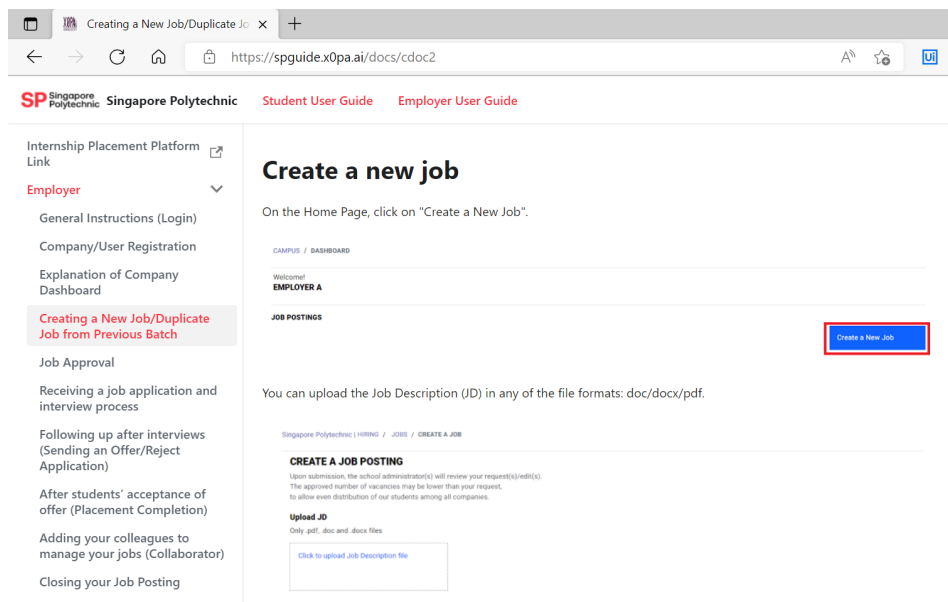 Creating a New Job/Duplicate Jo
https://spguide.x0pa.ai/docs/cdoc2
Ui
SP Singapore Polytechnic
Singapore Polytechnic
Student User Guide
Employer User Guide
Internship Placement Platform
Link
Employer
General Instructions (Login)
Company/User Registration
Explanation of Company
Dashboard
Creating a New Job/Duplicate
Job from Previous Batch
Job Approval
Receiving a job application and
interview process
Following up after interviews
(Sending an Offer/Reject
Application)
After students' acceptance of
offer (Placement Completion)
Adding your colleagues to
manage your jobs (Collaborator)
Closing your Job Posting
Create a new job
On the Home Page, click on "Create a New Job".
CAMPUS / DASHBOARD
Welcome!
EMPLOYER A
JOB POSTINGS
Create a New Job
You can upload the Job Description (JD) in any of the file formats: doc/docx/pdf.
Singapore Polytechnic | HIRING / JOBS / CREATE A JOB
CREATE A JOB POSTING
Upon submission, the school administrator(s) will review your request(s)/edit(s).
The approved number of vacancies may be lower than your request,
to allow even distribution of our students among all companies.
Upload JD
Only .pdf, .doc and .docx files
Click to upload Job Description file